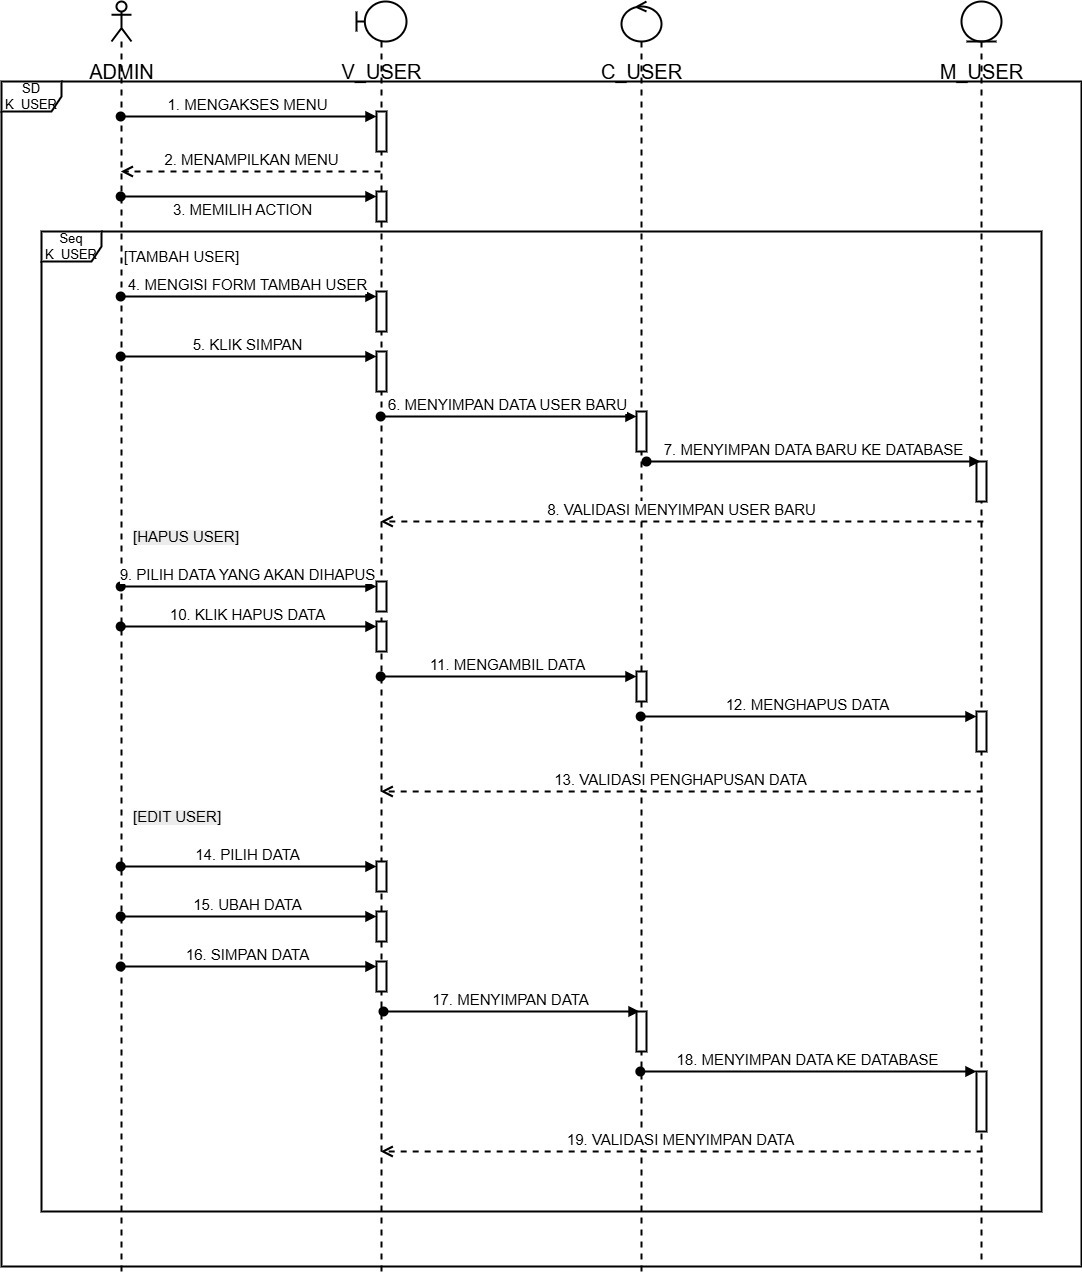 ADMIN
V_USER
C_USER
M_USER
SD
K_USER
1. MENGAKSES MENU
2. MENAMPILKAN MENU
3. MEMILIH ACTION
Seq
K_USER
[TAMBAH USER]
4. MENGISI FORM TAMBAH USER
5. KLIK SIMPAN
6. MENYIMPAN DATA USER BARU
7. MENYIMPAN DATA BARU KE DATABASE
8. VALIDASI MENYIMPAN USER BARU
[HAPUS USER]
9. PILIH DATA YANG AKAN DIHAPUS
10. KLIK HAPUS DATA
11. MENGAMBIL DATA
12. MENGHAPUS DATA
13. VALIDASI PENGHAPUSAN DATA
[EDIT USER]
14. PILIH DATA
15. UBAH DATA
16. SIMPAN DATA
17. MENYIMPAN DATA
18. MENYIMPAN DATA KE DATABASE
19. VALIDASI MENYIMPAN DATA